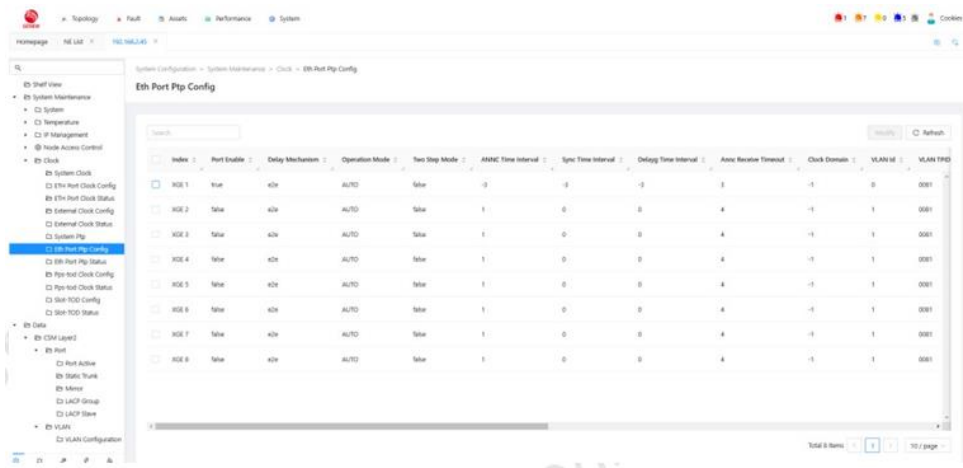 Topology Fault Assets Performance System 1 7 0 5 Cookies
Homepage NE List 192.168.2.45
System Configuration > System Maintenance > Clock > Eth Port Ptp Config
Eth Port Ptp Config
Shelf View
System Maintenance
System
Temperature
IP Management
Node Access Control
Clock
System Clock
ETH Port Clock Config
ETH Port Clock Status
External Clock Config
External Clock Status
System Ptp
Eth Port Ptp Config
Eth Port Ptp Status
Pps-tod Clock Config
Pps-tod Clock Status
Slot-TOD Config
Slot-TOD Status
Data
CSM Layer2
Port
Port Active
Static Trunk
Mirror
LACP Group
LACP Slave
VLAN
VLAN Configuration
Search Modify Refresh
Index Port Enable Delay Mechanism Operation Mode Two Step Mode ANNC Time Interval Sync Time Interval Delayg Time Interval Annc Receive Timeout Clock Domain VLAN Id VLAN TPID
XGE 1 true e2e AUTO false -3 -3 -3 3 -1 0 0081
XGE 2 false e2e AUTO false 1 0 0 4 -1 1 0081
XGE 3 false e2e AUTO false 1 0 0 4 -1 1 0081
XGE 4 false e2e AUTO false 1 0 0 4 -1 1 0081
XGE 5 false e2e AUTO false 1 0 0 4 -1 1 0081
XGE 6 false e2e AUTO false 1 0 0 4 -1 1 0081
XGE 7 false e2e AUTO false 1 0 0 4 -1 1 0081
XGE 8 false e2e AUTO false 1 0 0 4 -1 1 0081
Total 8 Items 1 10 / page